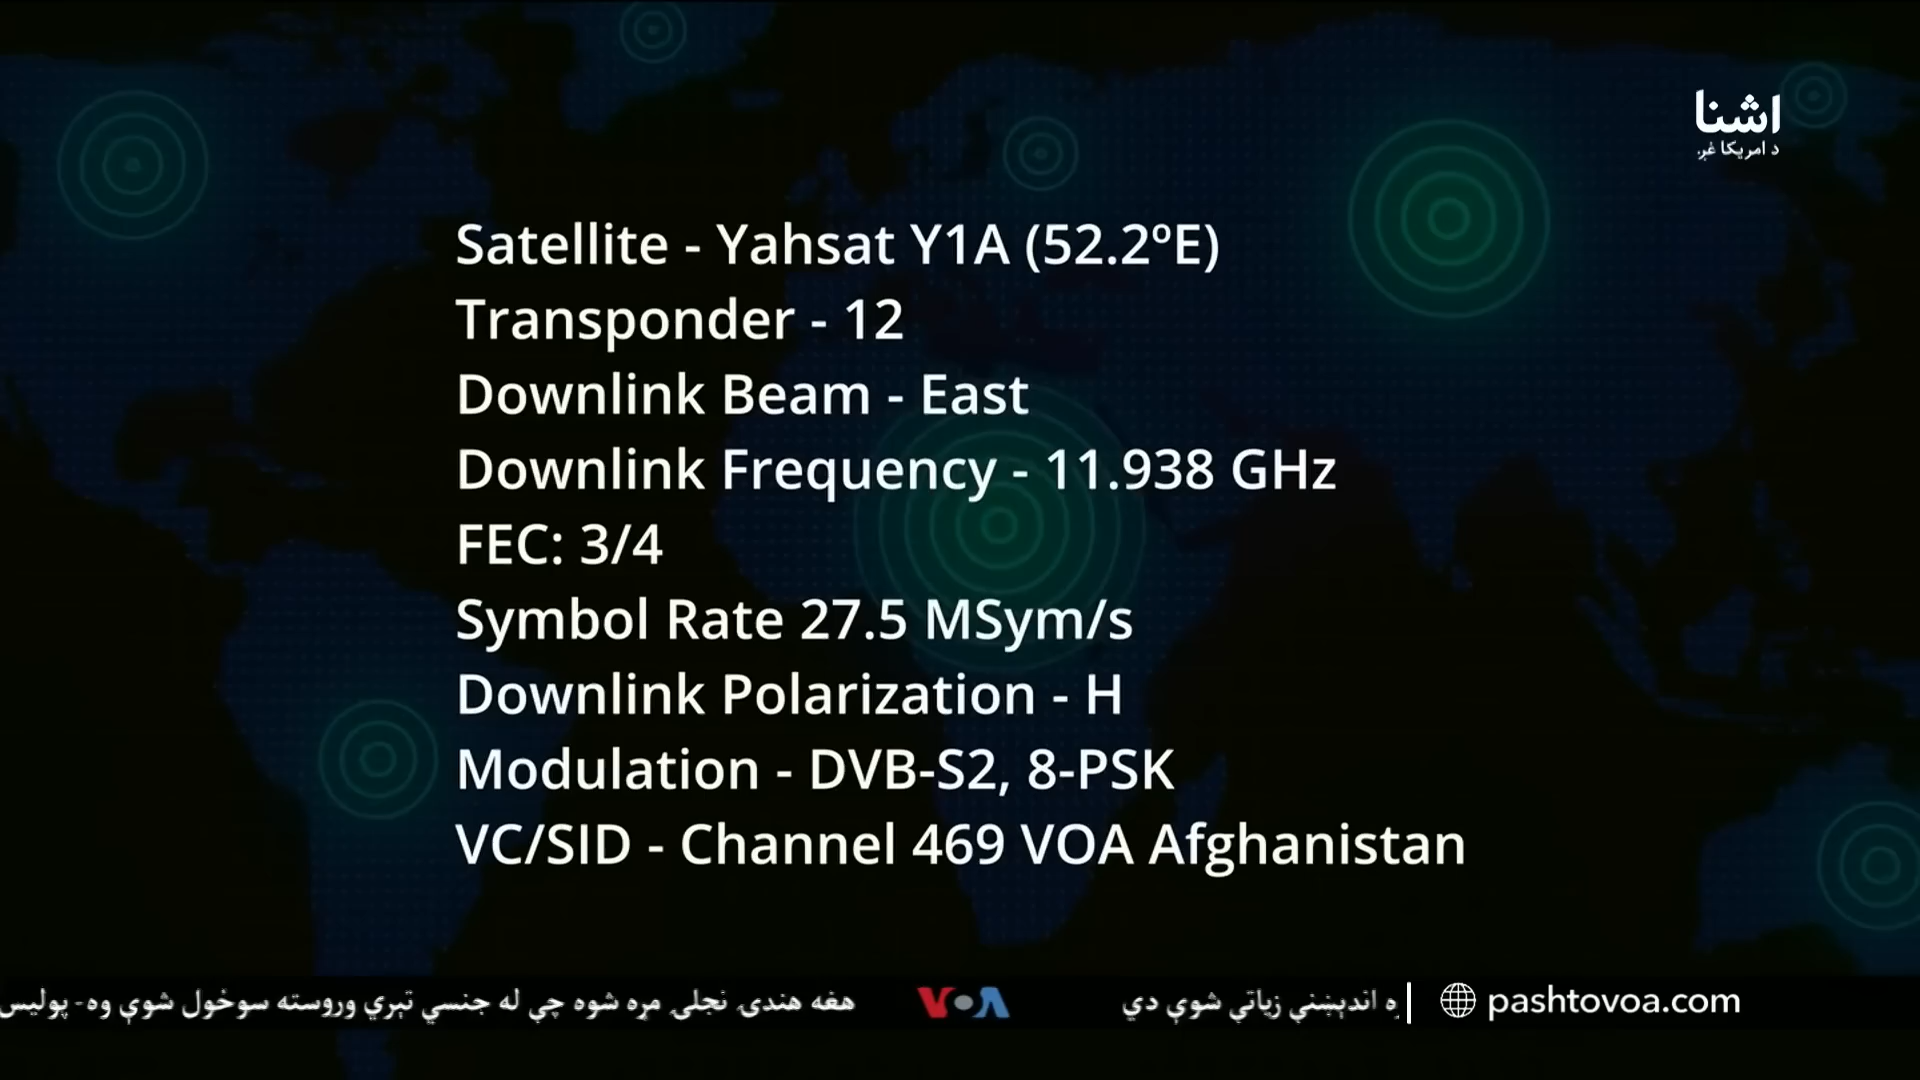 اشنا
د امریکا غږ
Satellite - Yahsat Y1A (52.2ºE)
Transponder - 12
Downlink Beam - East
Downlink Frequency - 11.938 GHz
FEC: 3/4
Symbol Rate 27.5 MSym/s
Downlink Polarization - H
Modulation - DVB-S2, 8-PSK
VC/SID - Channel 469 VOA Afghanistan
ه اندېښنې زیاتې شوې دي VOA هغه هندۍ نجلۍ مړه شوه چې له جنسي تېري وروسته سوځول شوې وه- پولیس
pashtovoa.com